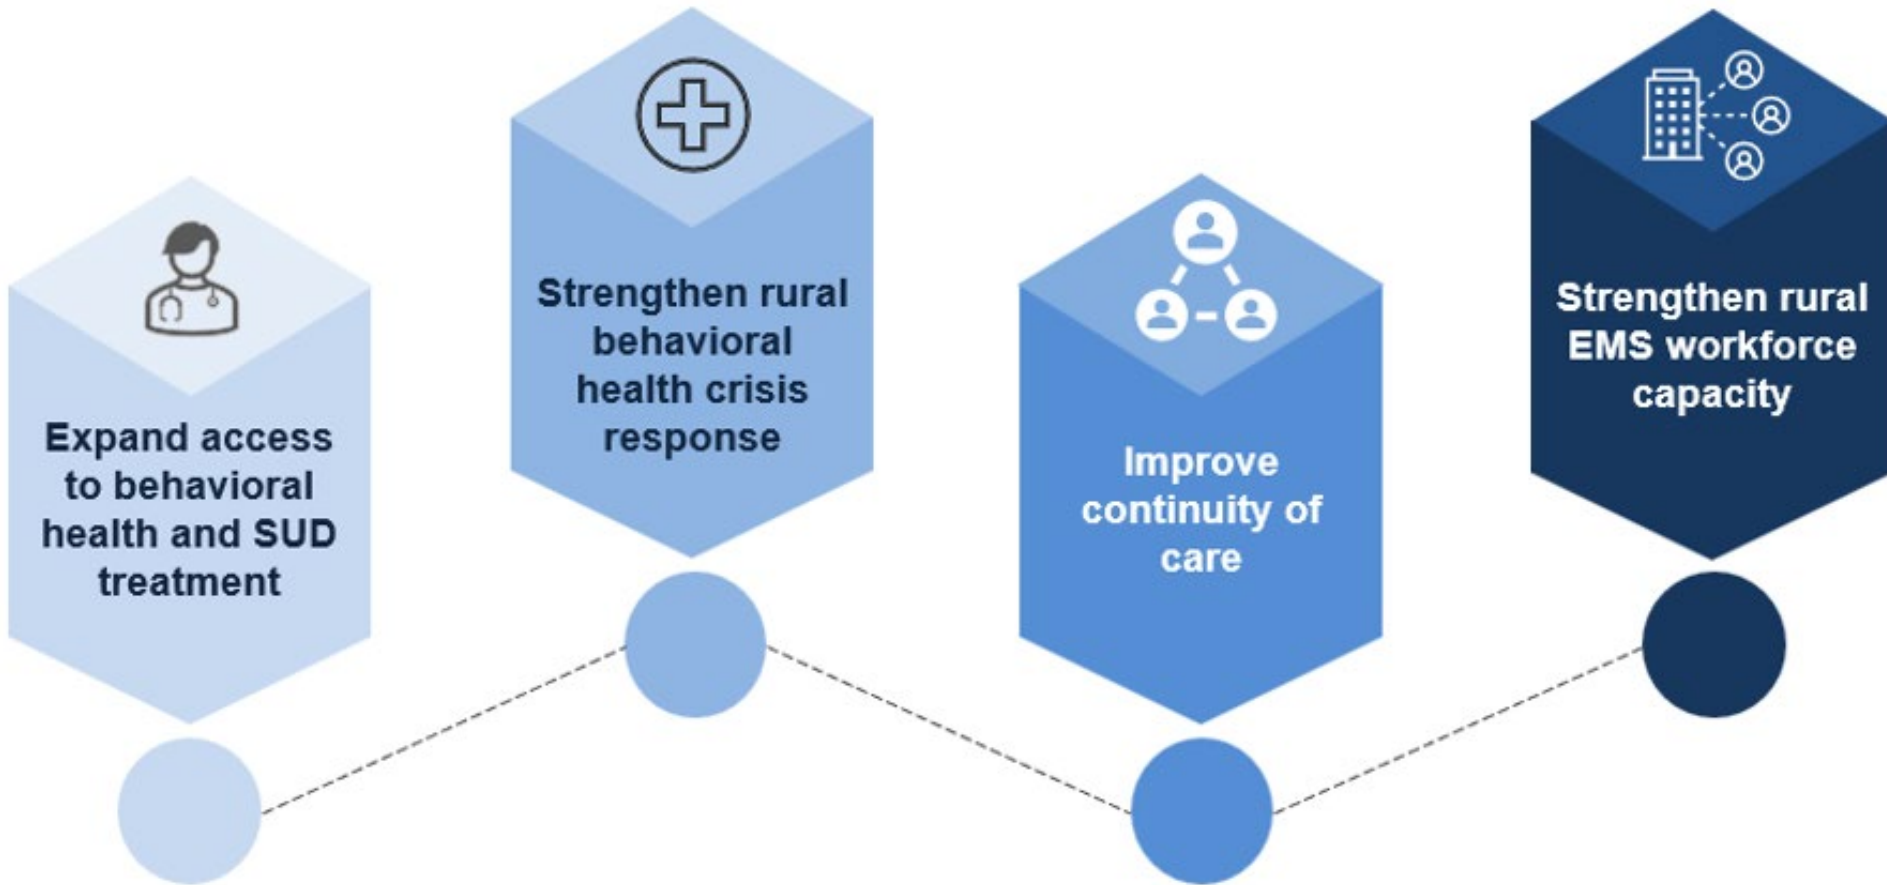 Expand access
to behavioral
health and SUD
treatment
Strengthen rural
behavioral
health crisis
response
Improve
continuity of
care
Strengthen rural
EMS workforce
capacity